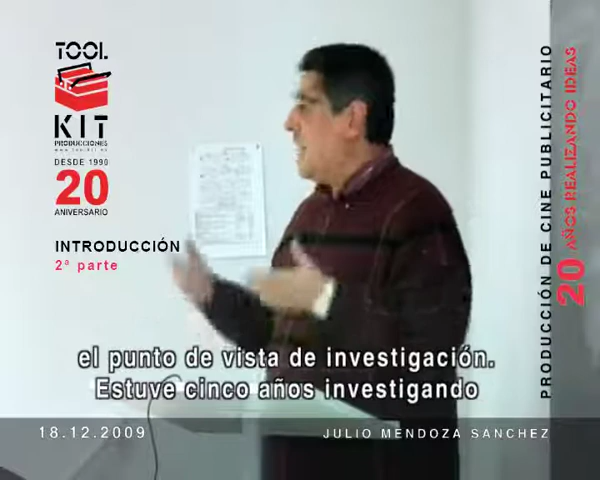 TOOL
KIT
PRODUCCIONES
DESDE 1990
20
ANIVERSARIO
INTRODUCCIÓN
2ª parte
PRODUCCIÓN DE CINE PUBLICITARIO
20 AÑOS REALIZANDO IDEAS
el punto de vista de investigación.
Estuve cinco años investigando
18.12.2009
JULIO MENDOZA SANCHEZ